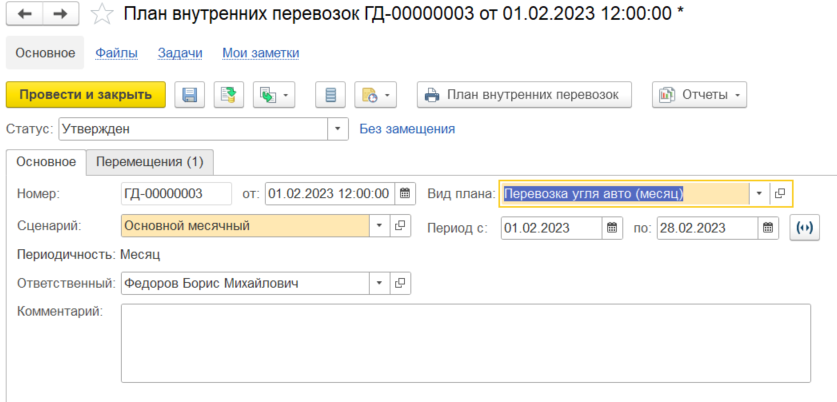 План внутренних перевозок ГД-00000003 от 01.02.2023 12:00:00 *
Основное Файлы Задачи Мои заметки
Провести и закрыть План внутренних перевозок Отчеты
Статус: Утвержден Без замещения
Основное Перемещения (1)
Номер: ГД-00000003 от: 01.02.2023 12:00:00 Вид плана: Перевозка угля авто (месяц)
Сценарий: Основной месячный Период с: 01.02.2023 по: 28.02.2023
Периодичность: Месяц
Ответственный: Федоров Борис Михайлович
Комментарий: